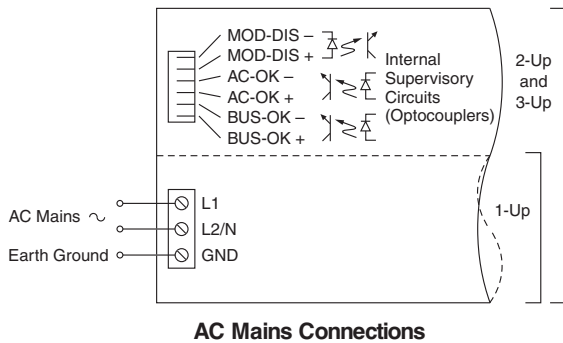 MOD-DIS –
MOD-DIS +
AC-OK –
AC-OK +
BUS-OK –
BUS-OK +
Internal
Supervisory
Circuits
(Optocouplers)
2-Up
and
3-Up
1-Up
AC Mains ~
L1
L2/N
Earth Ground
GND
AC Mains Connections